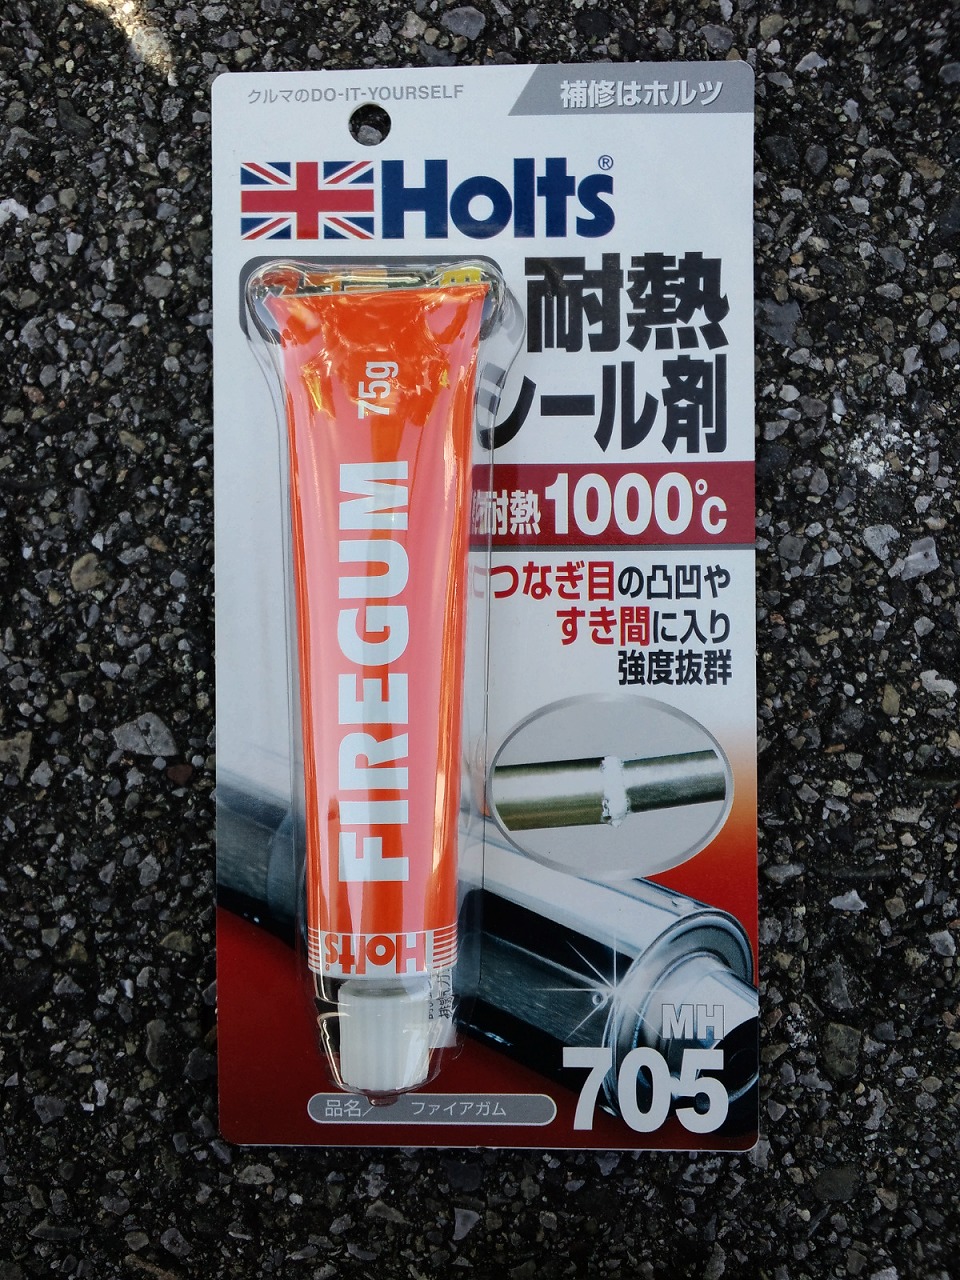 クルマのDO-IT-YOURSELF
補修はホルツ
Holts®
耐熱
シール剤
耐熱1000℃
つなぎ目の凸凹や
すき間に入り
強度抜群
75g
FIREGUM
Holts
MH
705
品名/ ファイアガム